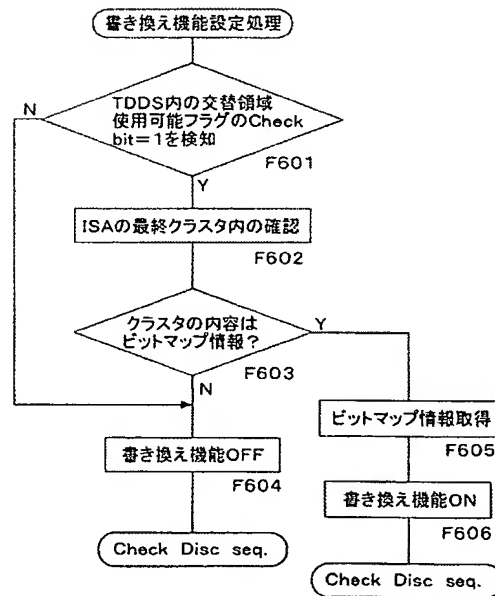 書き換え機能設定処理
N
TDDS内の交替領域
使用可能フラグのCheck
bit=1を検知
F601
Y
ISAの最終クラスタ内の確認
F602
クラスタの内容は
ビットマップ情報?
Y
F603
N
ビットマップ情報取得
F605
書き換え機能OFF
F604
書き換え機能ON
F606
Check Disc seq.
Check Disc seq.